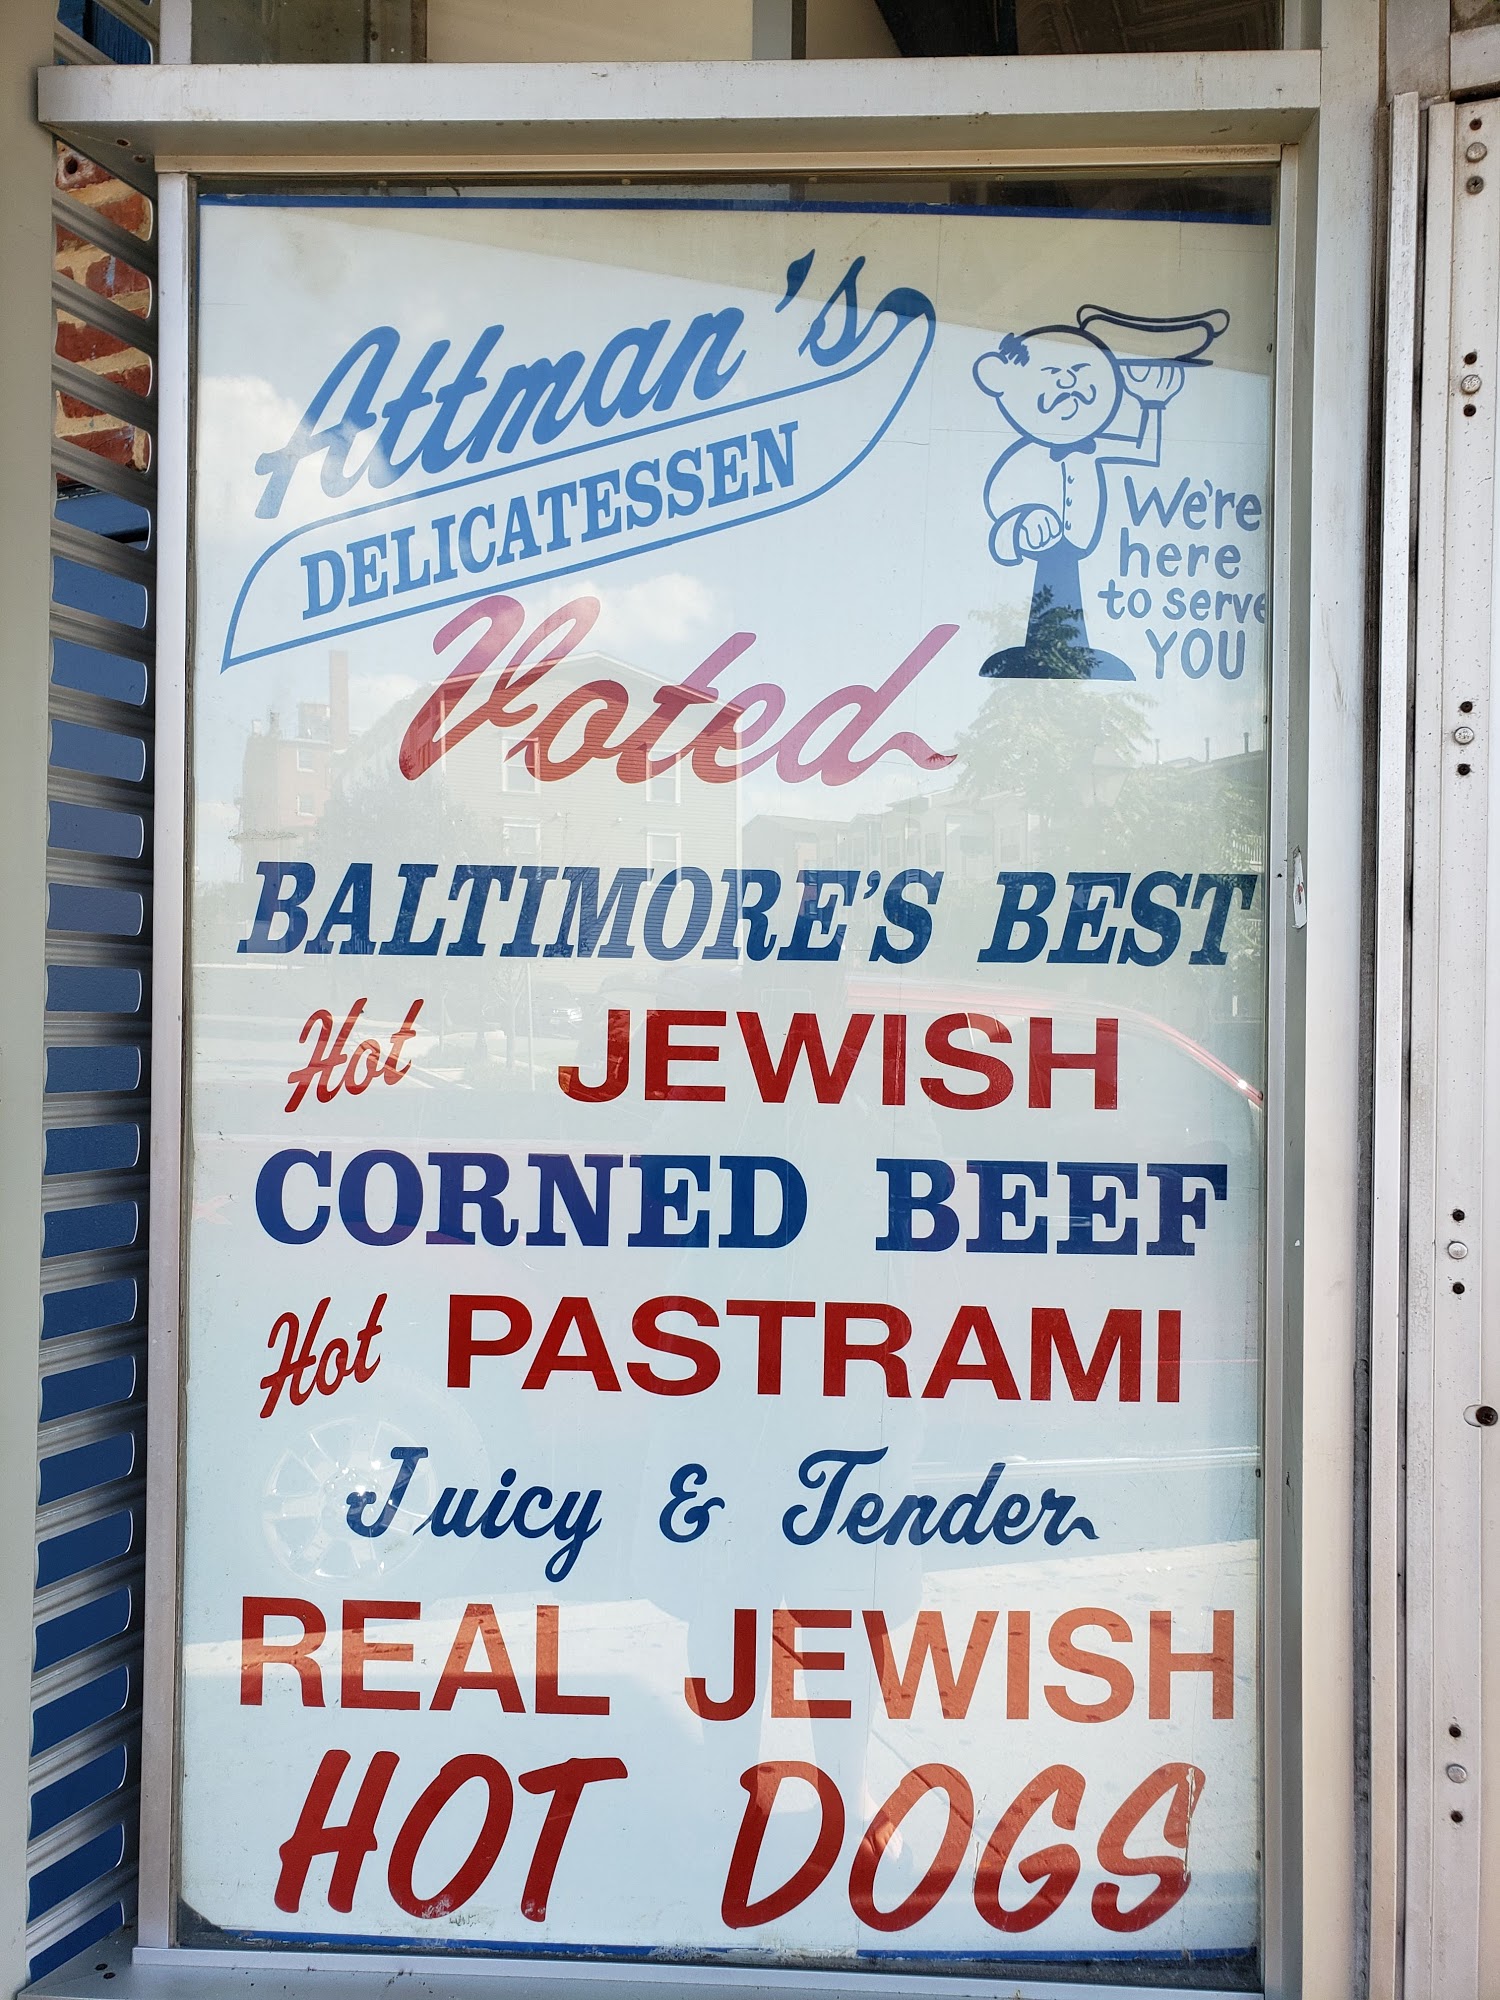 Attman's
DELICATESSEN
We're
here
to serve
YOU
Voted
BALTIMORE'S BEST
Hot JEWISH
CORNED BEEF
Hot PASTRAMI
Juicy & Tender
REAL JEWISH
HOT DOGS